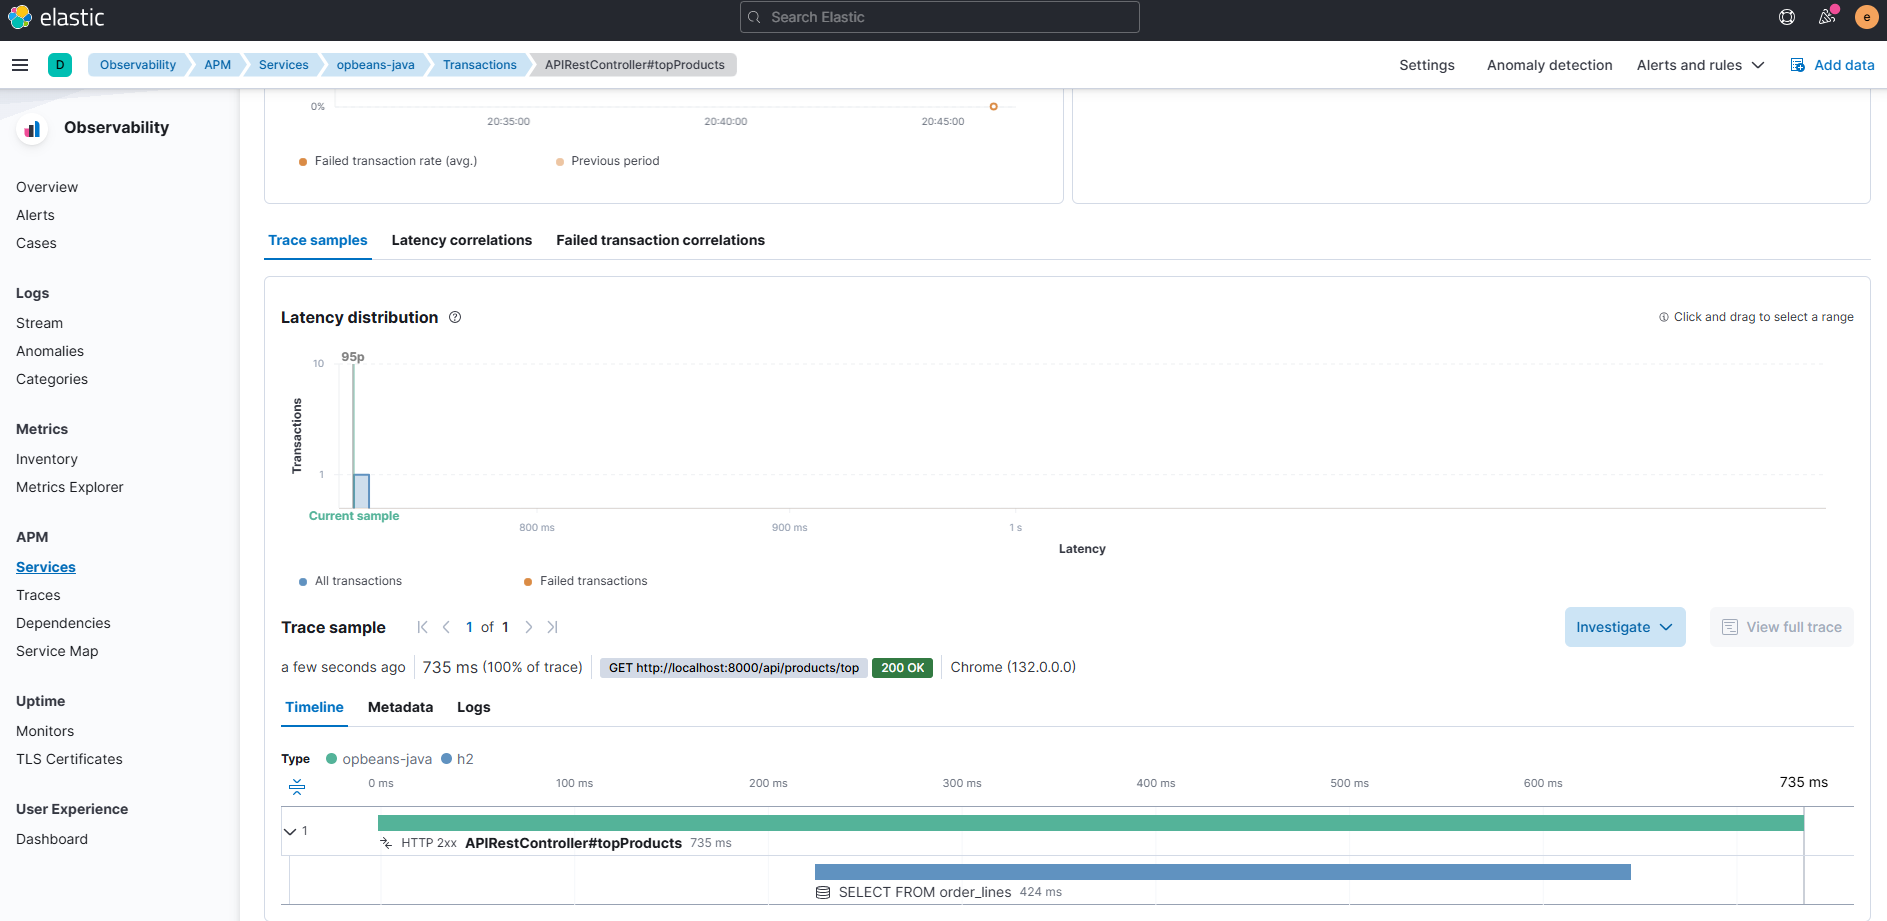 elastic
Search Elastic
e
D
Observability APM Services opbeans-java Transactions APIRestController#topProducts
Settings Anomaly detection Alerts and rules Add data
Observability
Overview
Alerts
Cases
Logs
Stream
Anomalies
Categories
Metrics
Inventory
Metrics Explorer
APM
Services
Traces
Dependencies
Service Map
Uptime
Monitors
TLS Certificates
User Experience
Dashboard
0%
20:35:00 20:40:00 20:45:00
Failed transaction rate (avg.) Previous period
Trace samples Latency correlations Failed transaction correlations
Latency distribution
Click and drag to select a range
95p
10
Transactions
1
Current sample
800 ms 900 ms 1 s
Latency
All transactions Failed transactions
Trace sample 1 of 1
Investigate View full trace
a few seconds ago 735 ms (100% of trace) GET http://localhost:8000/api/products/top 200 OK Chrome (132.0.0.0)
Timeline Metadata Logs
Type opbeans-java h2
0 ms 100 ms 200 ms 300 ms 400 ms 500 ms 600 ms 735 ms
1
HTTP 2xx APIRestController#topProducts 735 ms
SELECT FROM order_lines 424 ms